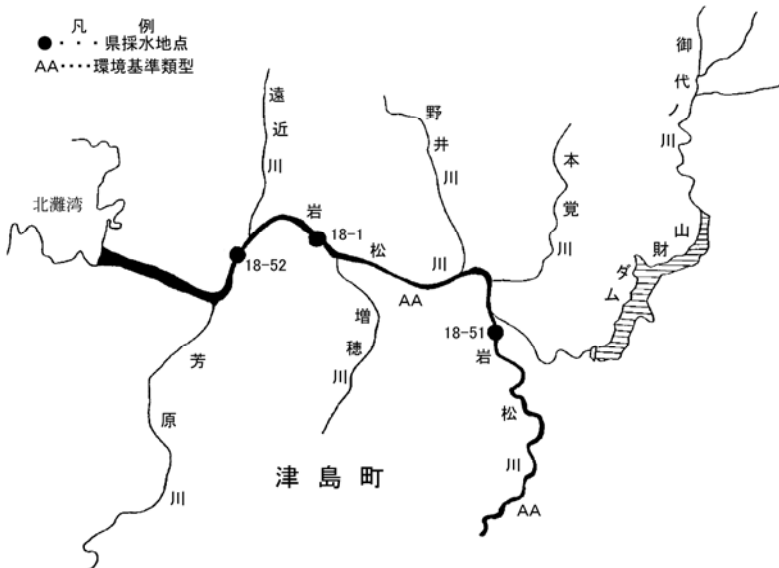 凡 例
●・・・県採水地点
AA・・・・環境基準類型
御代ノ川
遠近川
野井川
本覚川
北灘湾
岩松川
18-1
18-52
AA
山財ダム
増穂川
18-51
芳原川
岩松川
AA
津島町